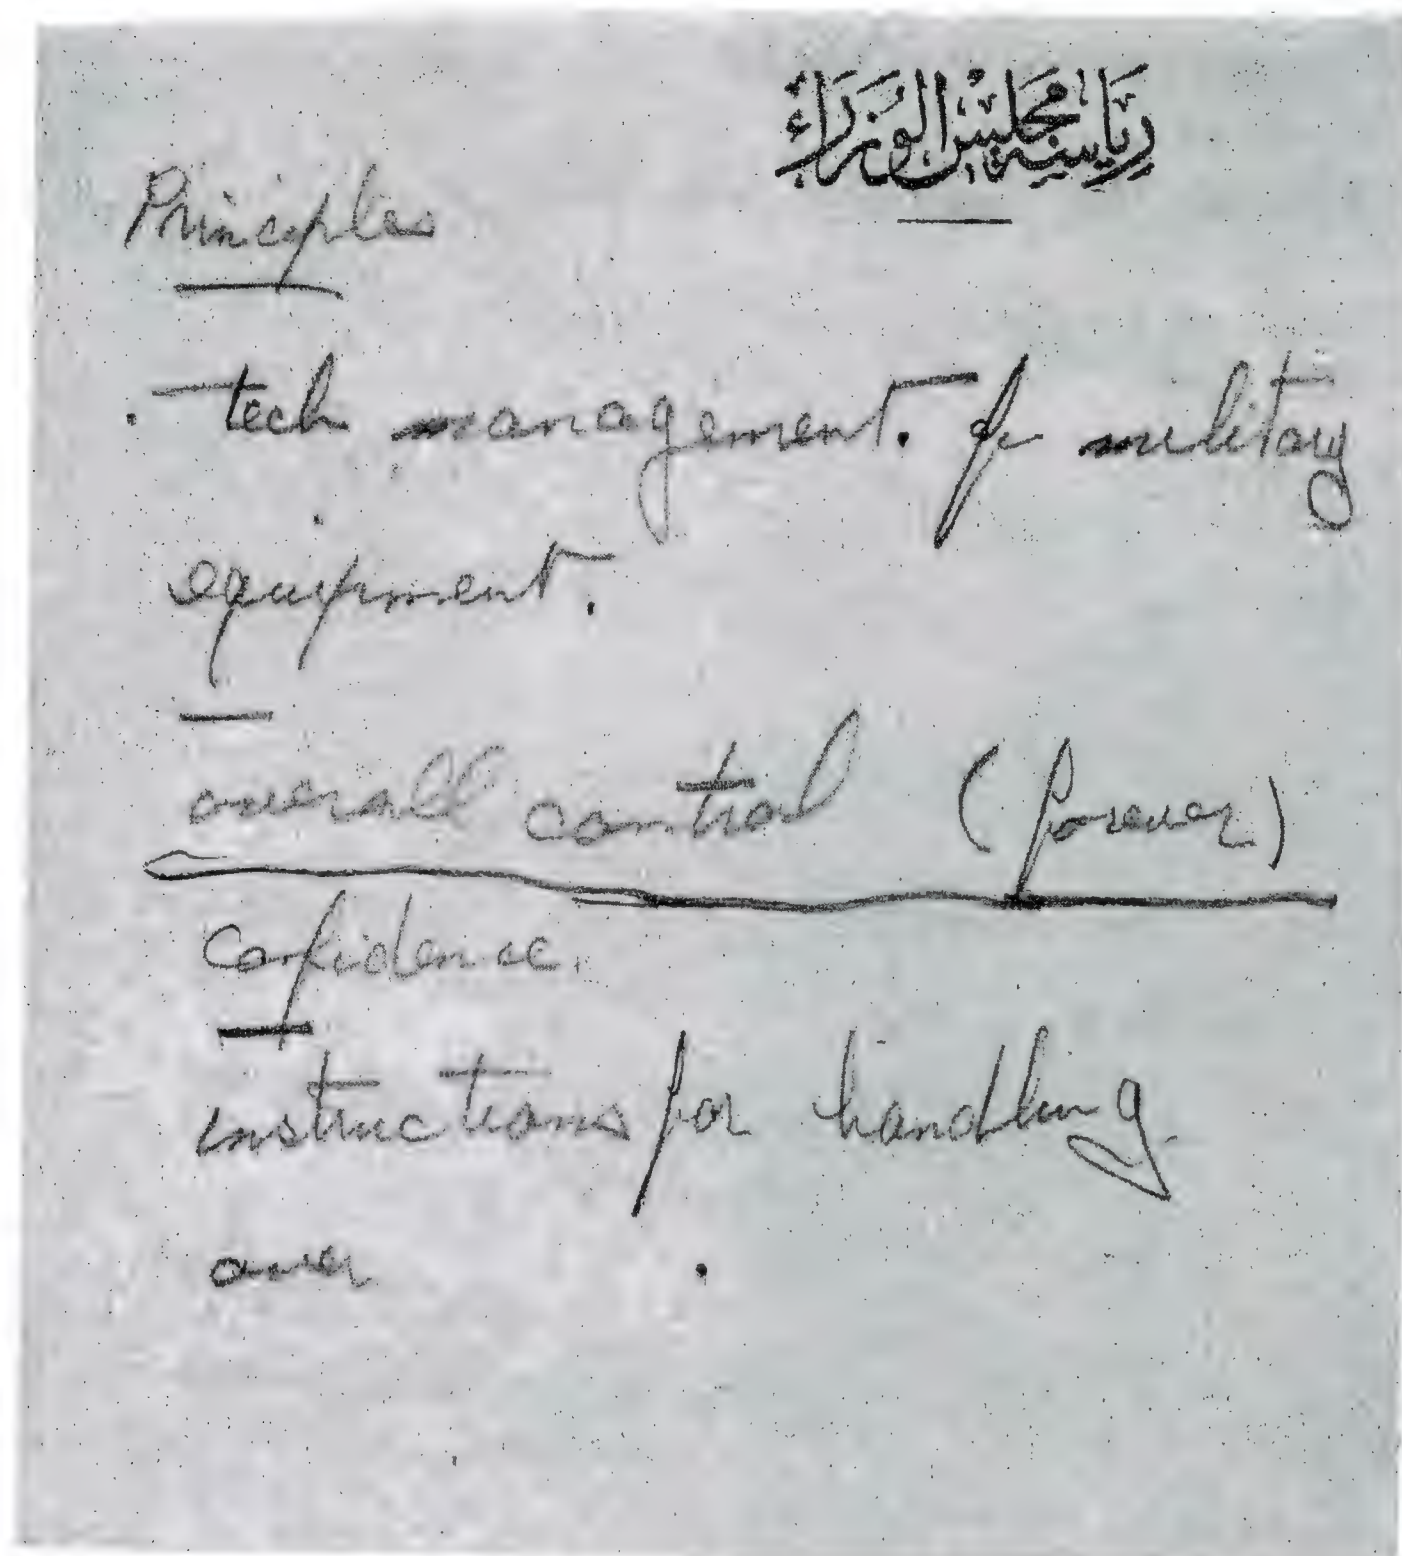 رياسة مجلس الوزراء
Principles
. tech management. for military
equipment.
—
overall control (forever)
Confidence.
—
instructions for handling
over .